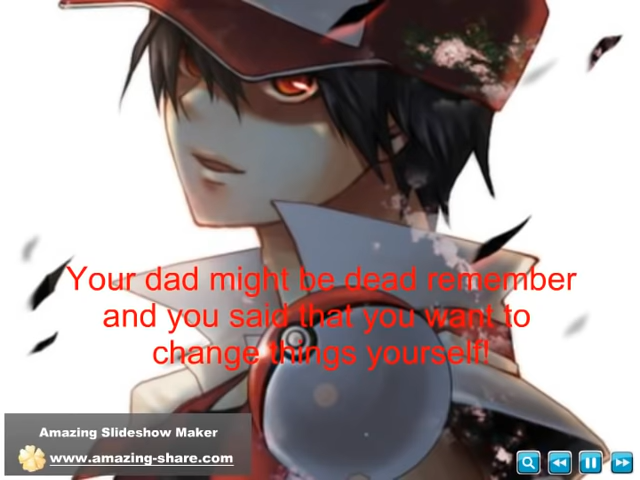 Your dad might be dead remember
and you said that you want to
change things yourself!
Amazing Slideshow Maker
www.amazing-share.com